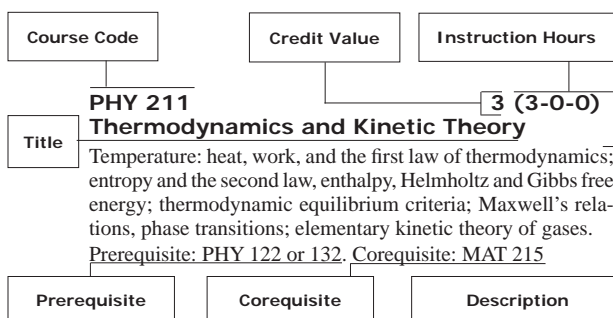 Course Code
Credit Value
Instruction Hours
PHY 211
3 (3-0-0)
Title
Thermodynamics and Kinetic Theory
Temperature: heat, work, and the first law of thermodynamics;
entropy and the second law, enthalpy, Helmholtz and Gibbs free
energy; thermodynamic equilibrium criteria; Maxwell's rela-
tions, phase transitions; elementary kinetic theory of gases.
Prerequisite: PHY 122 or 132. Corequisite: MAT 215
Prerequisite
Corequisite
Description